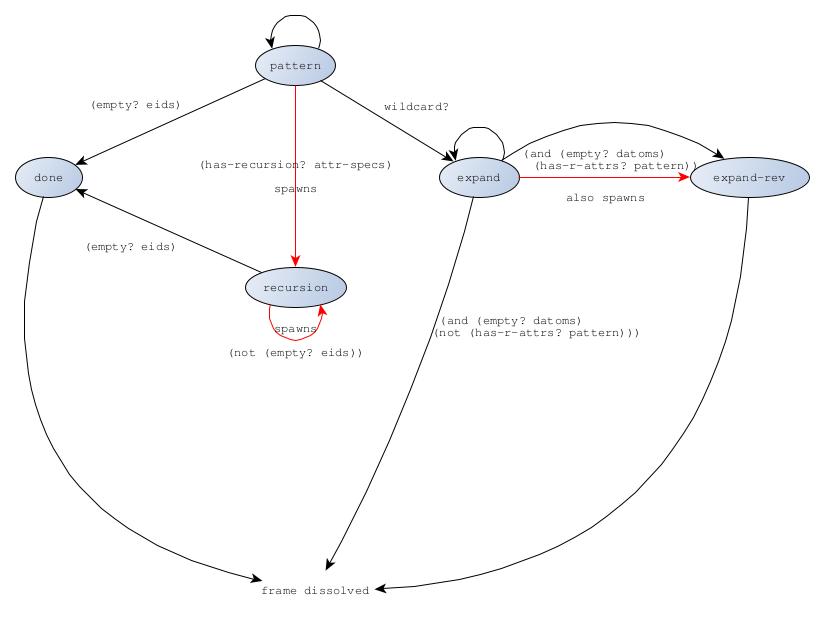 pattern
(empty? eids)
wildcard?
(and (empty? datoms)
(has-recursion? attr-specs)
(has-r-attrs? pattern))
done
expand
expand-rev
spawns
also spawns
(empty? eids)
recursion
(and (empty? datoms)
spawns
(not (has-r-attrs? pattern)))
(not (empty? eids))
frame dissolved